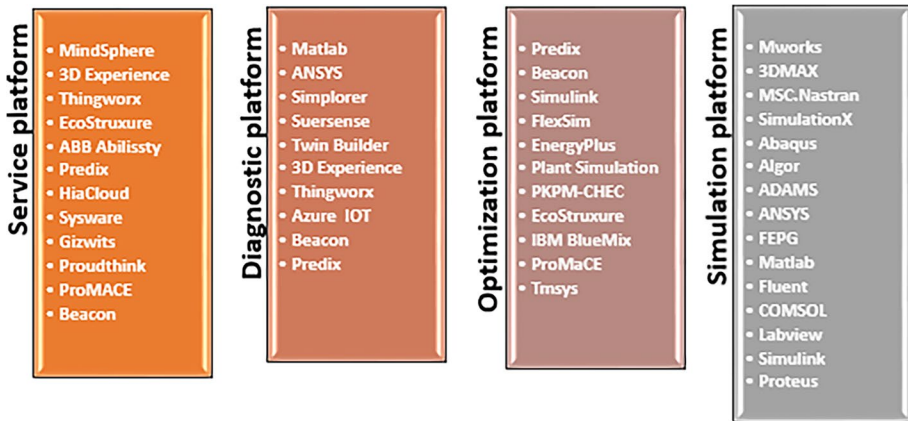 Service platform
• MindSphere
• 3D Experience
• Thingworx
• EcoStruxure
• ABB Abilissty
• Predix
• HiaCloud
• Sysware
• Gizwits
• Proudthink
• ProMACE
• Beacon
Diagnostic platform
• Matlab
• ANSYS
• Simplorer
• Suersense
• Twin Builder
• 3D Experience
• Thingworx
• Azure IOT
• Beacon
• Predix
Optimization platform
• Predix
• Beacon
• Simulink
• FlexSim
• EnergyPlus
• Plant Simulation
• PKPM-CHEC
• EcoStruxure
• IBM BlueMix
• ProMaCE
• Tmsys
Simulation platform
• Mworks
• 3DMAX
• MSC.Nastran
• SimulationX
• Abaqus
• Algor
• ADAMS
• ANSYS
• FEPG
• Matlab
• Fluent
• COMSOL
• Labview
• Simulink
• Proteus